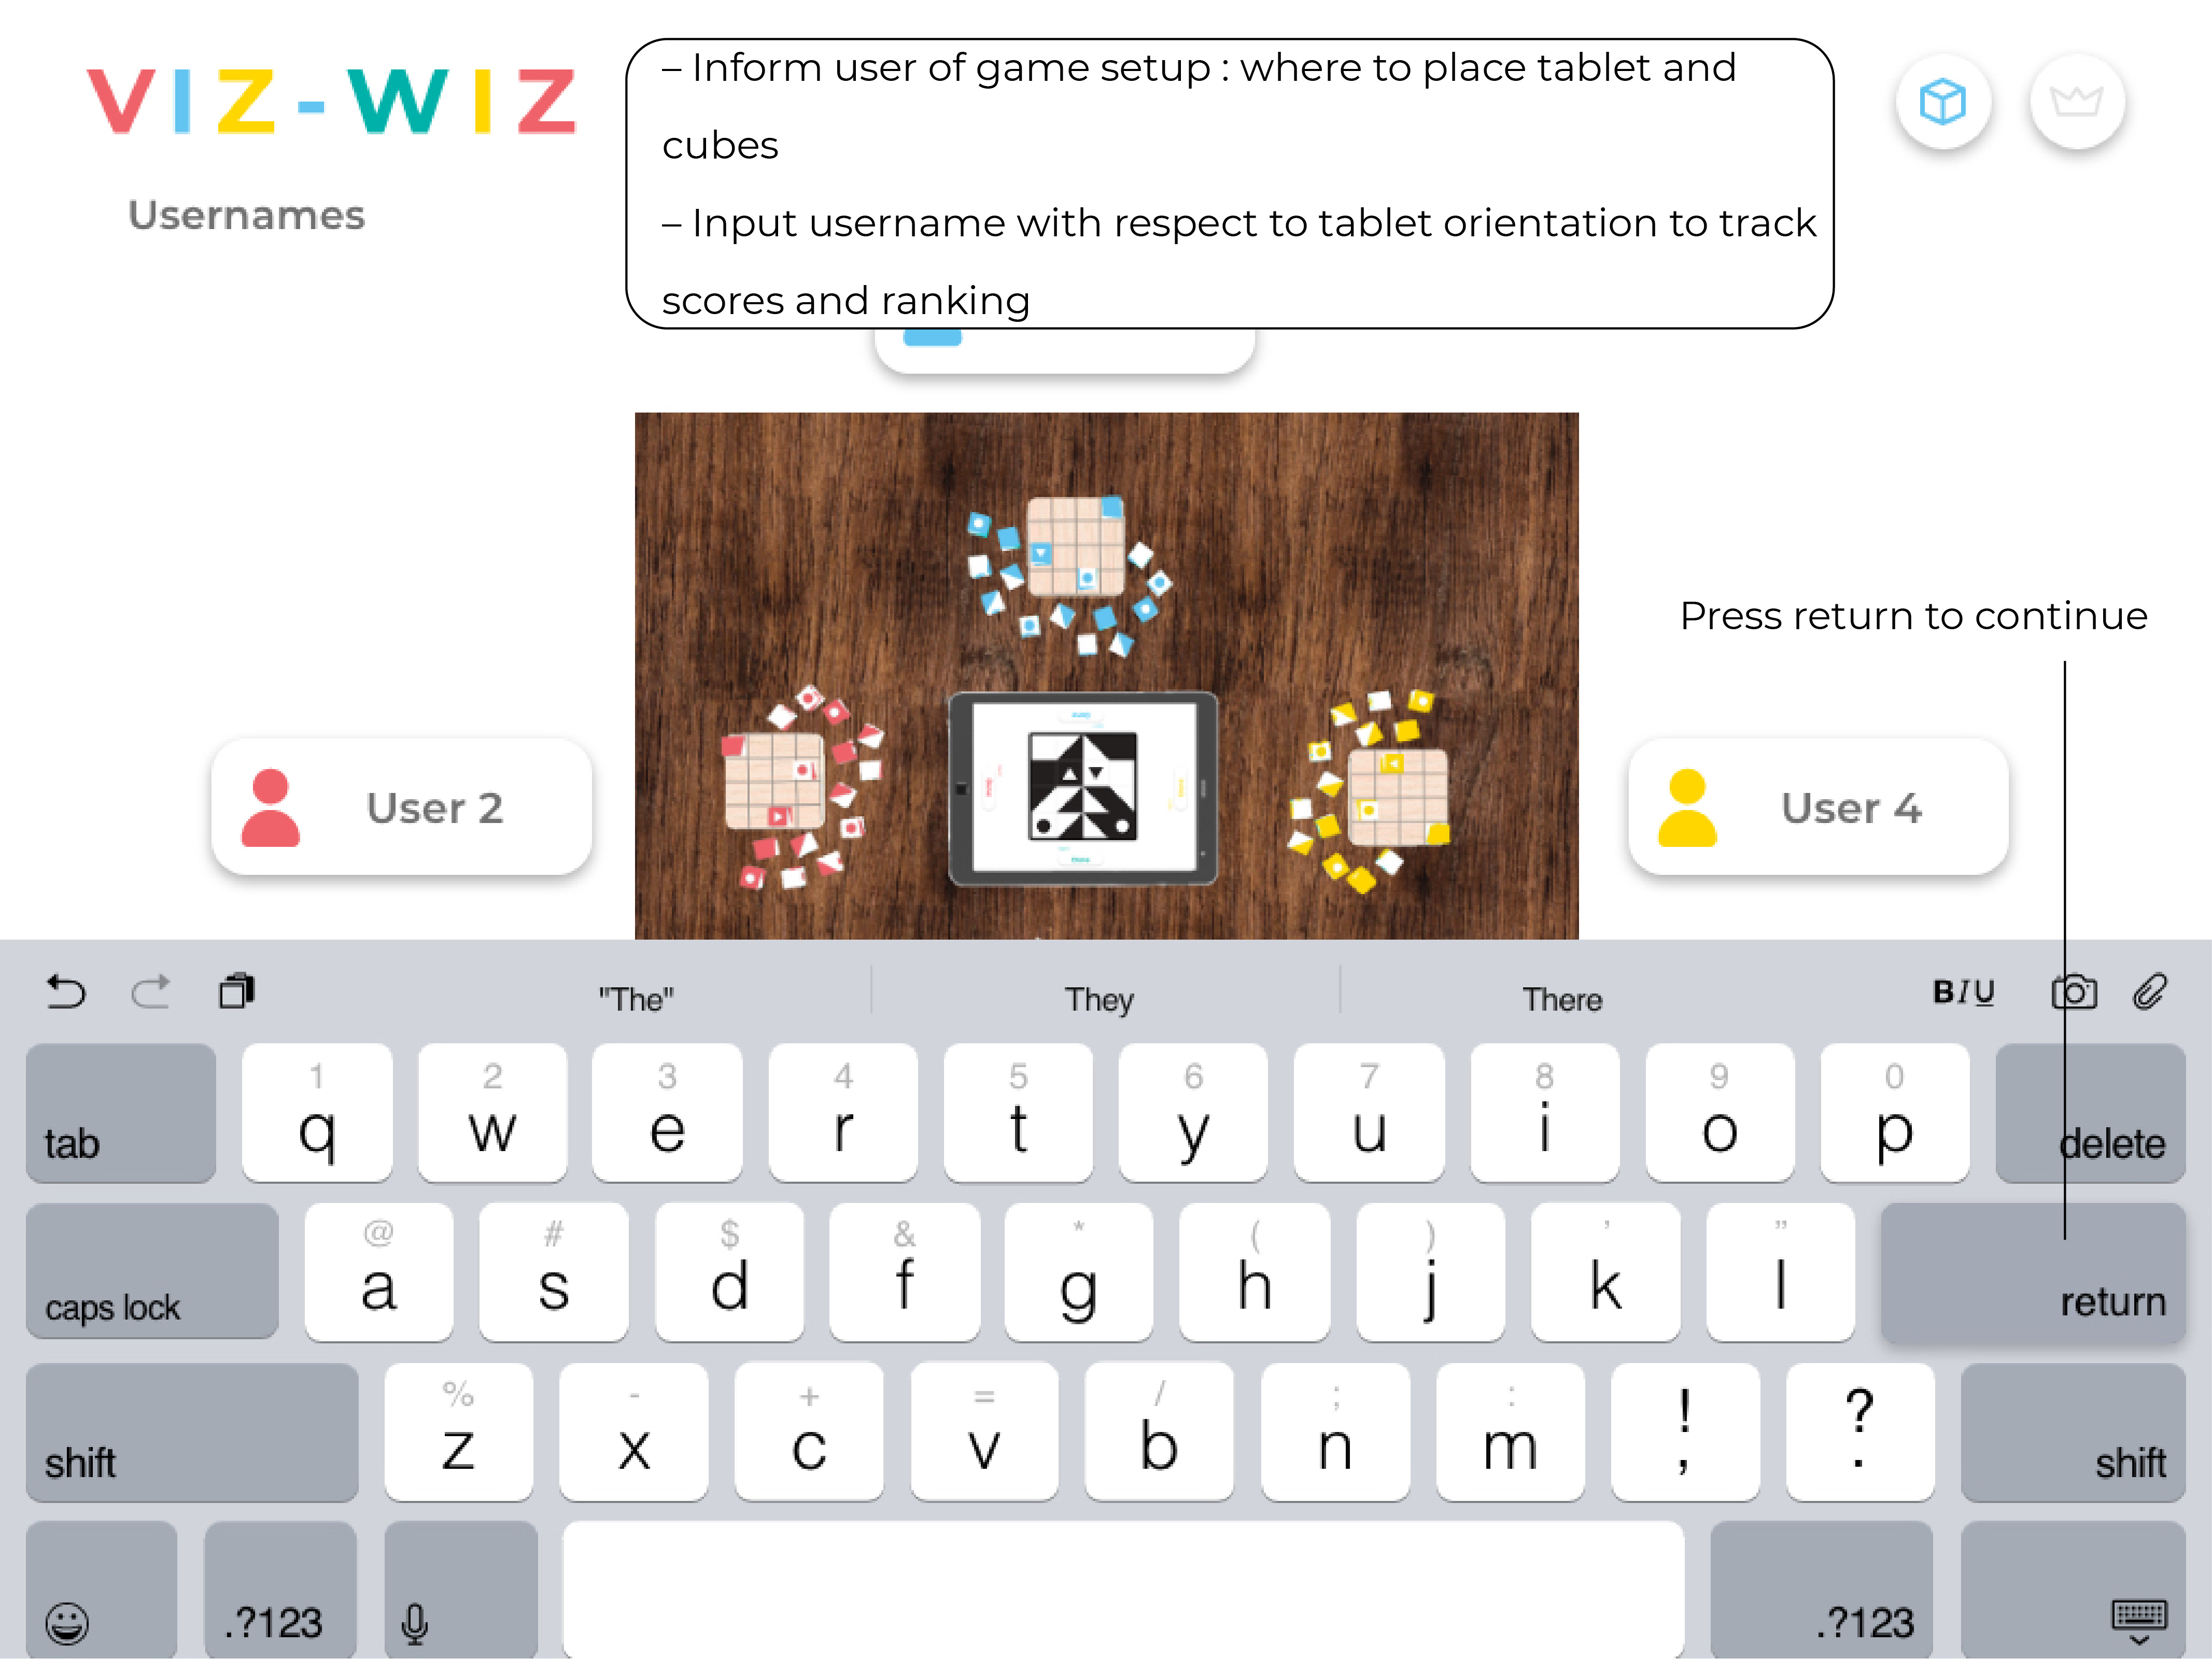 VIZ-WIZ
– Inform user of game setup : where to place tablet and
cubes
– Input username with respect to tablet orientation to track
scores and ranking
Usernames
Press return to continue
User 2
User 4
"The" They There BIU
1 2 3 4 5 6 7 8 9 0
tab q w e r t y u i o p delete
@ # $ & * ( ) ' "
caps lock a s d f g h j k l return
% - + = / ; : ! ?
shift z x c v b n m , . shift
.?123 .?123